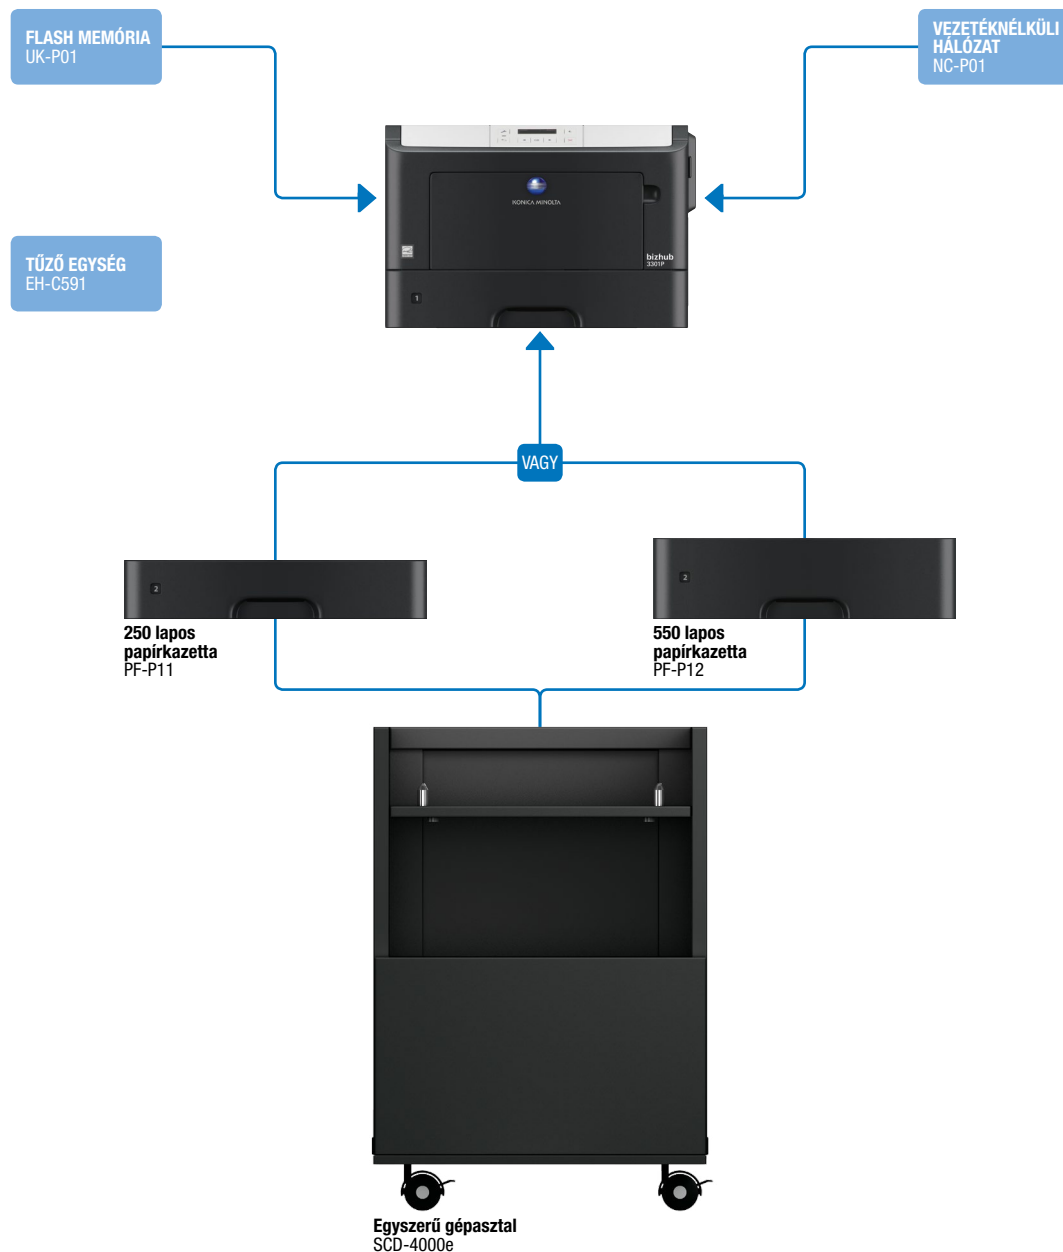 FLASH MEMÓRIA
UK-P01
VEZETÉKNÉLKÜLI
HÁLÓZAT
NC-P01
KONICA MINOLTA
bizhub
3301P
1
TŰZŐ EGYSÉG
EH-C591
VAGY
2
250 lapos
papírkazetta
PF-P11
2
550 lapos
papírkazetta
PF-P12
Egyszerű gépasztal
SCD-4000e